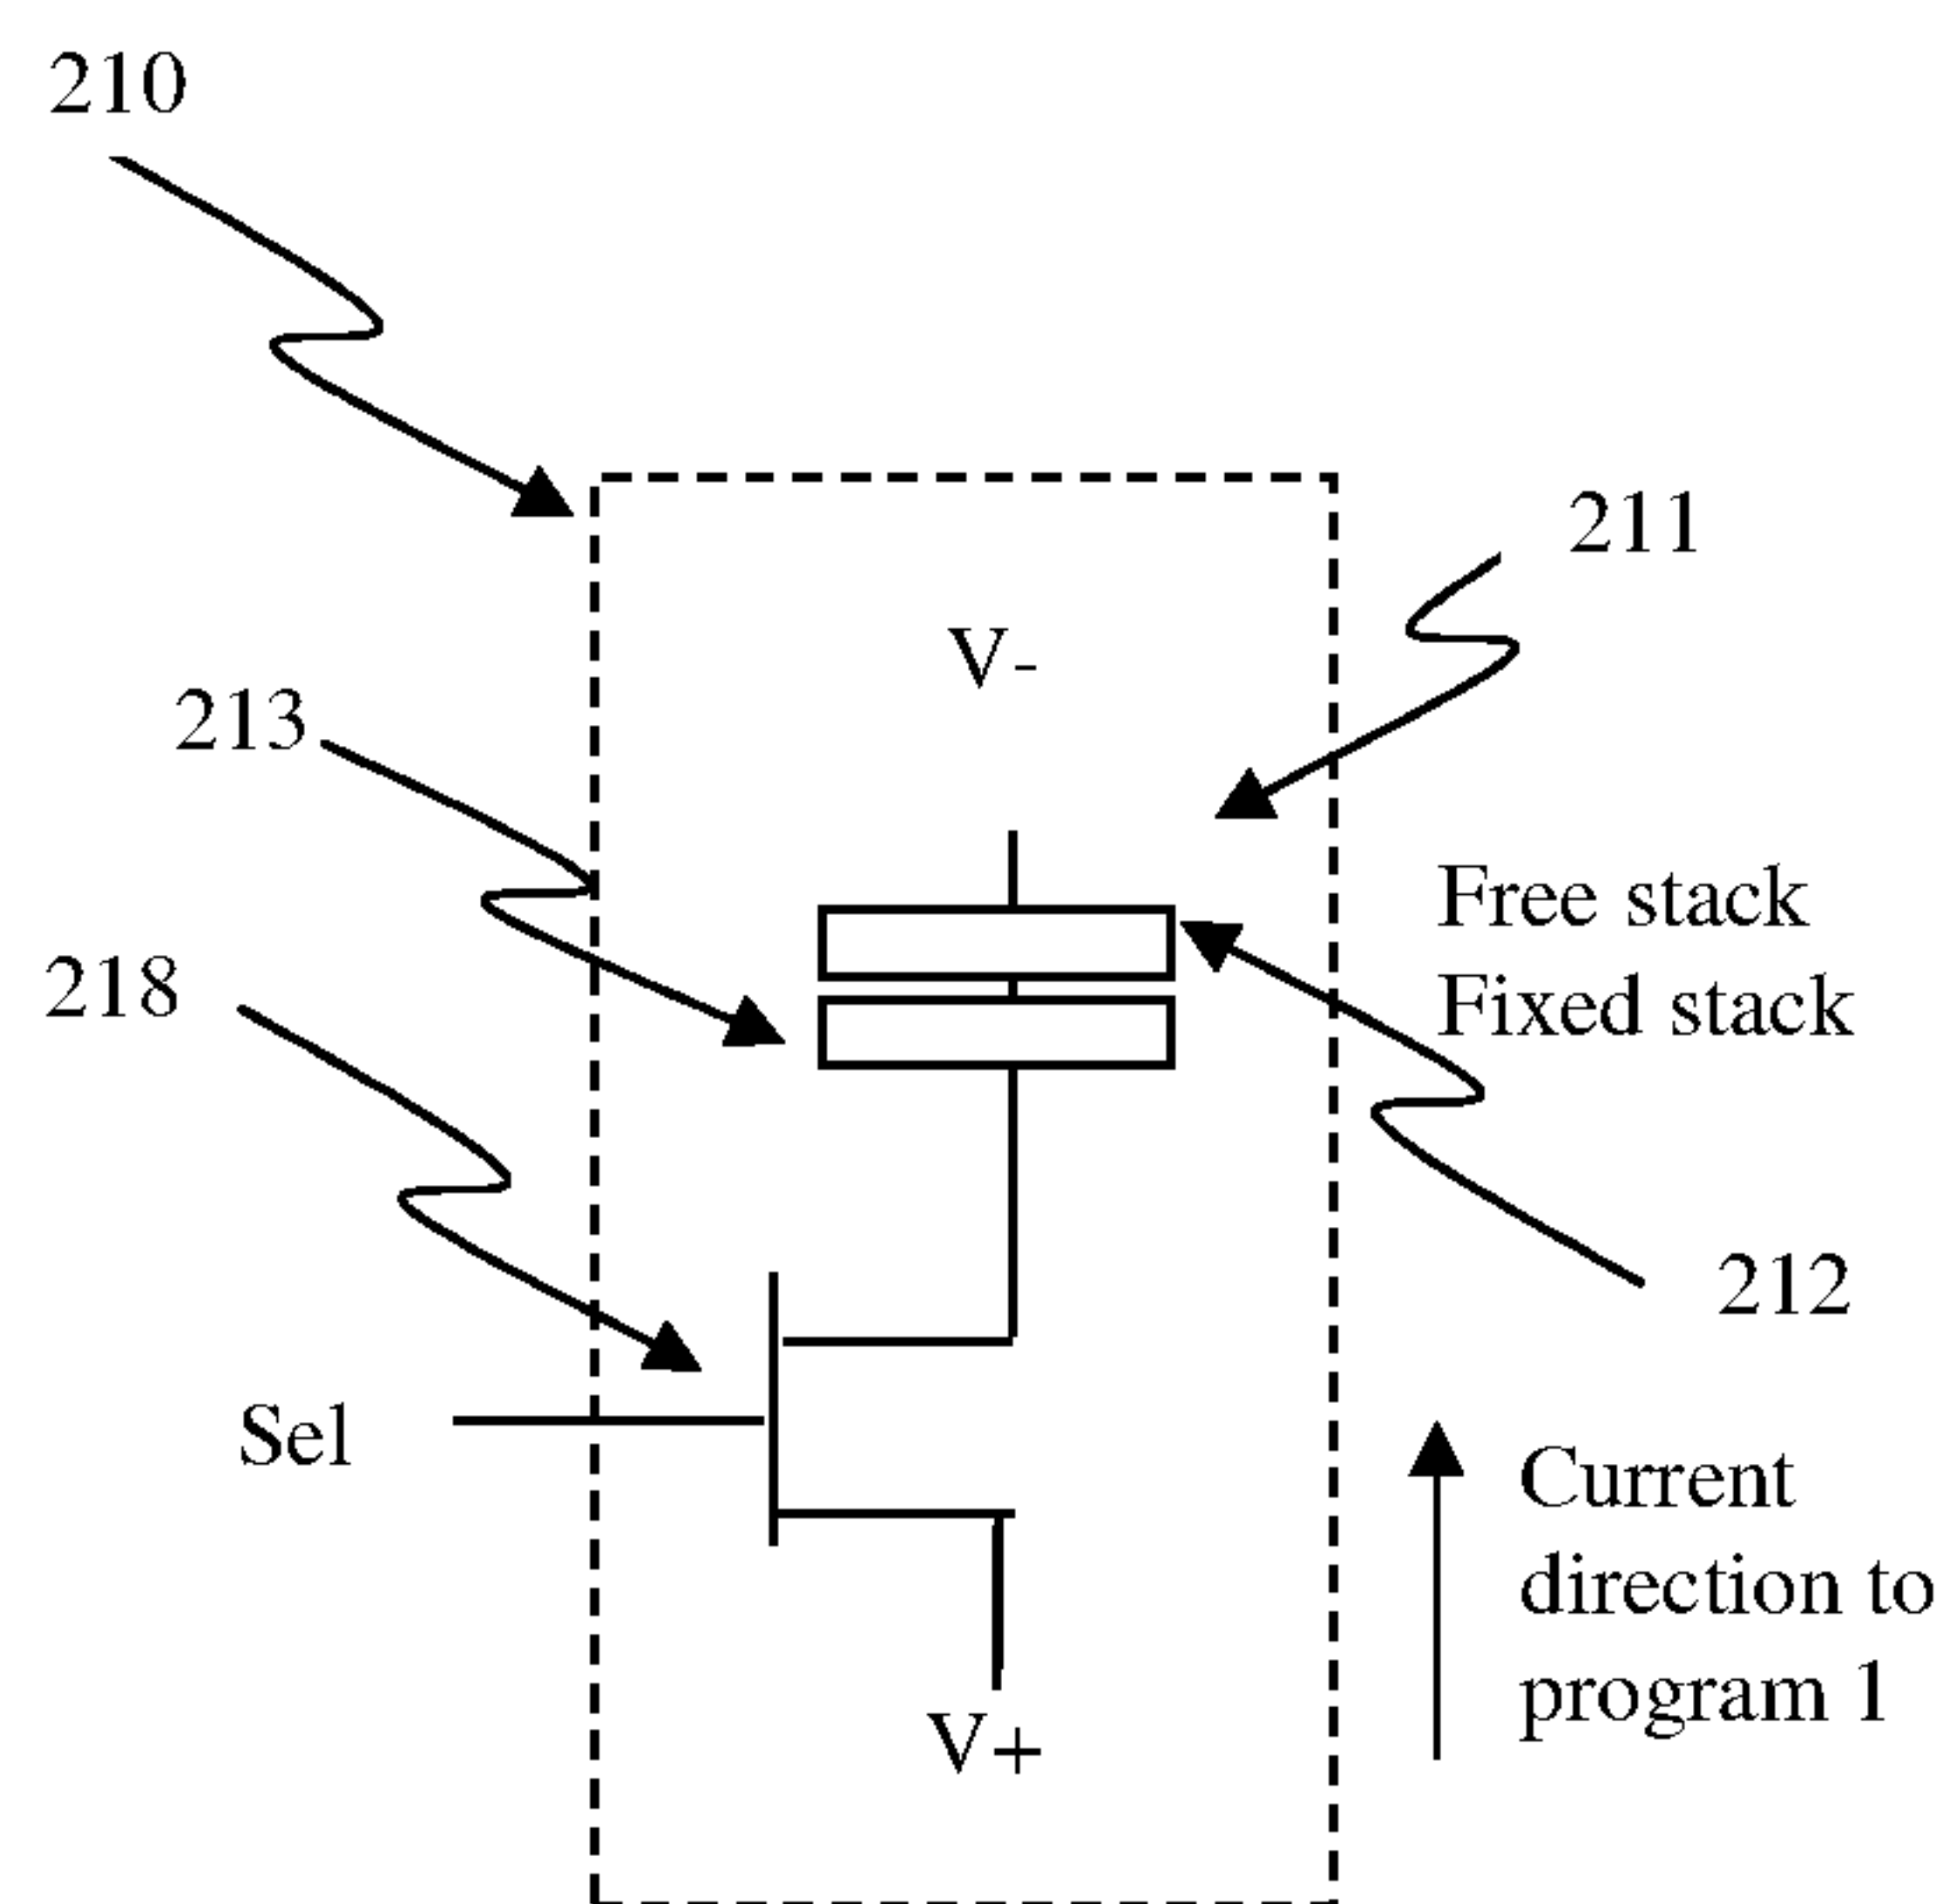 210
211
V-
213
Free stack
218
Fixed stack
212
Sel
Current
direction to
program 1
V+